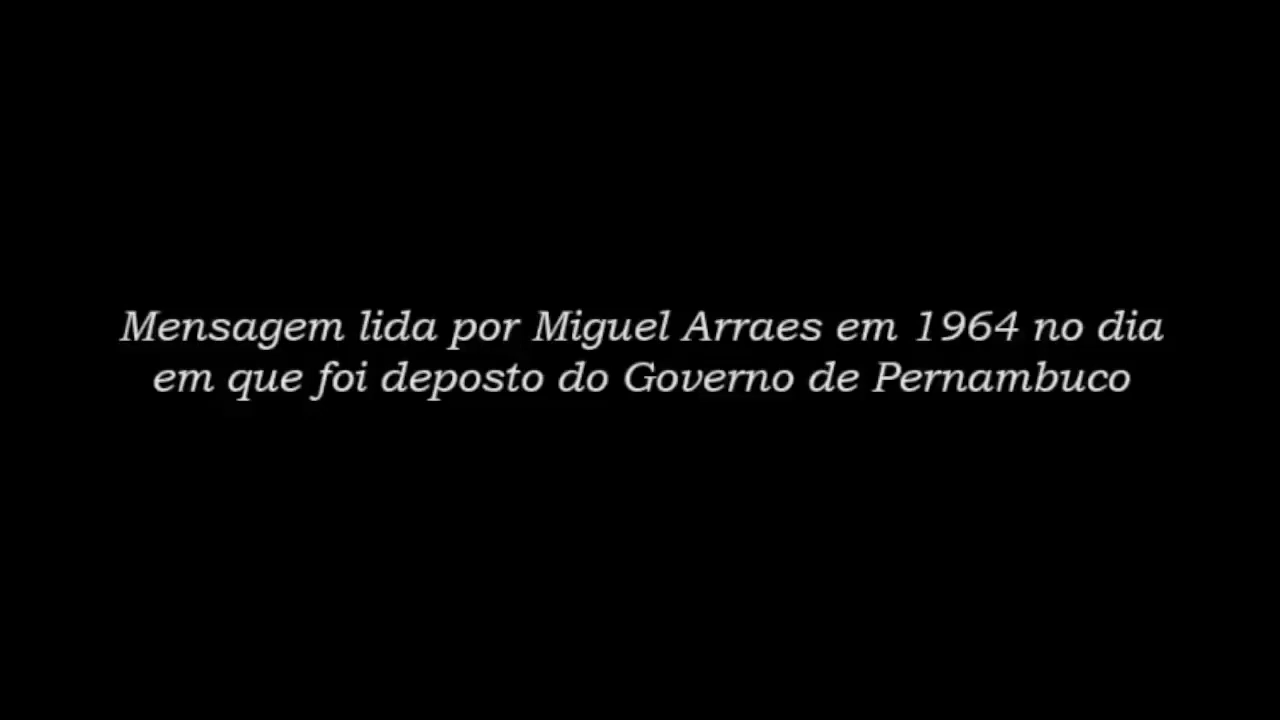 Mensagem lida por Miguel Arraes em 1964 no dia
em que foi deposto do Governo de Pernambuco